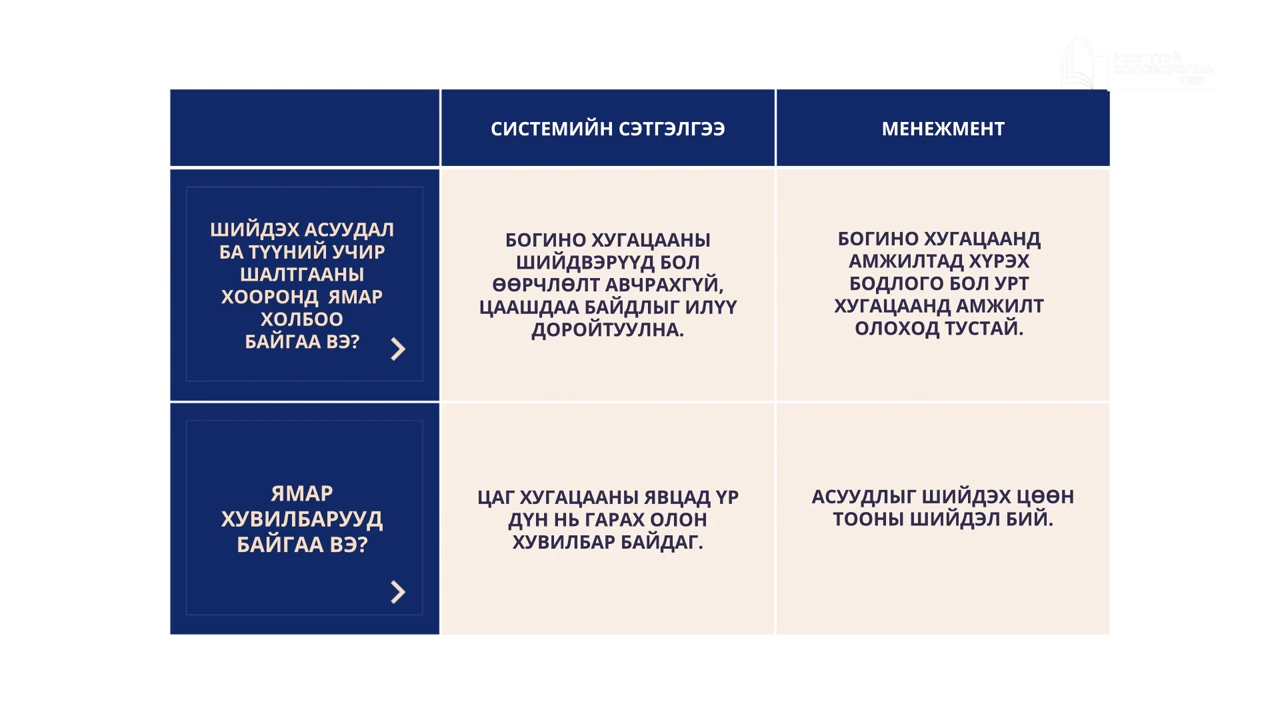 СИСТЕМИЙН СЭТГЭЛГЭЭ
МЕНЕЖМЕНТ
ШИЙДЭХ АСУУДАЛ
БА ТҮҮНИЙ УЧИР
ШАЛТГААНЫ
ХООРОНД ЯМАР
ХОЛБОО
БАЙГАА ВЭ?
БОГИНО ХУГАЦААНЫ
ШИЙДВЭРҮҮД БОЛ
ӨӨРЧЛӨЛТ АВЧРАХГҮЙ,
ЦААШДАА БАЙДЛЫГ ИЛҮҮ
ДОРОЙТУУЛНА.
БОГИНО ХУГАЦААНД
АМЖИЛТАД ХҮРЭХ
БОДЛОГО БОЛ УРТ
ХУГАЦААНД АМЖИЛТ
ОЛОХОД ТУСТАЙ.
ЯМАР
ХУВИЛБАРУУД
БАЙГАА ВЭ?
ЦАГ ХУГАЦААНЫ ЯВЦАД ҮР
ДҮН НЬ ГАРАХ ОЛОН
ХУВИЛБАР БАЙДАГ.
АСУУДЛЫГ ШИЙДЭХ ЦӨӨН
ТООНЫ ШИЙДЭЛ БИЙ.